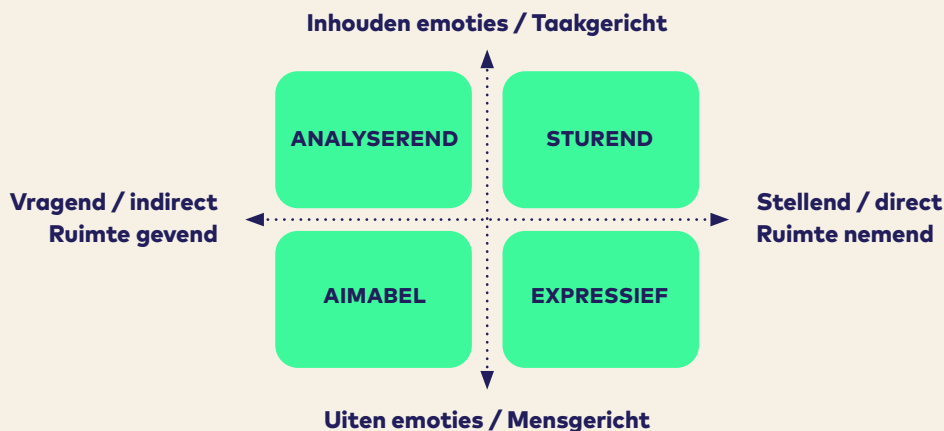 Inhouden emoties / Taakgericht
ANALYSEREND
STUREND
Vragend / indirect
Ruimte gevend
Stellend / direct
Ruimte nemend
AIMABEL
EXPRESSIEF
Uiten emoties / Mensgericht